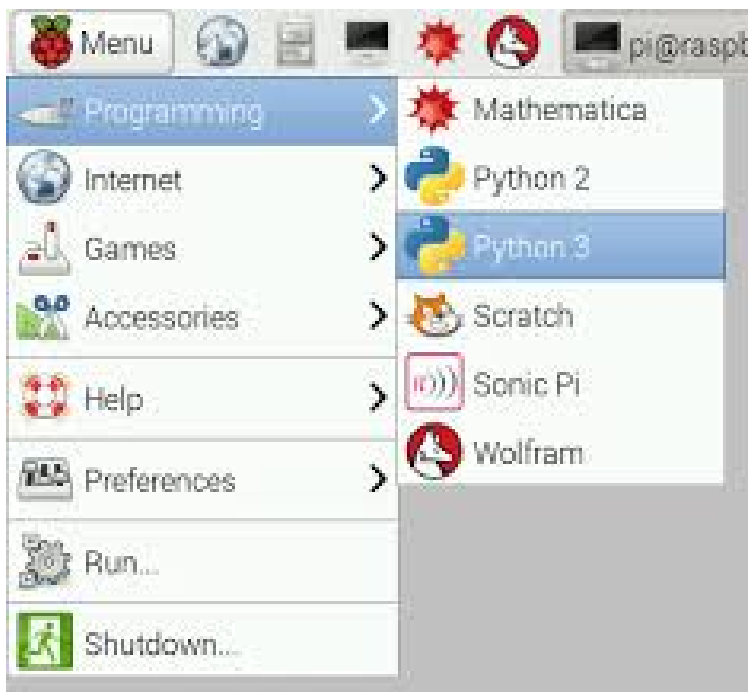 Menu
pi@raspb
Programming
Internet
Games
Accessories
Help
Preferences
Run...
Shutdown...
Mathematica
Python 2
Python 3
Scratch
Sonic Pi
Wolfram